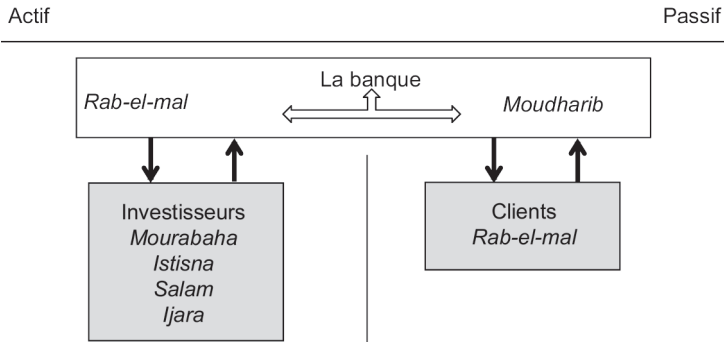 Actif
Passif
La banque
Rab-el-mal
Moudharib
Investisseurs
Mourabaha
Istisna
Salam
Ijara
Clients
Rab-el-mal